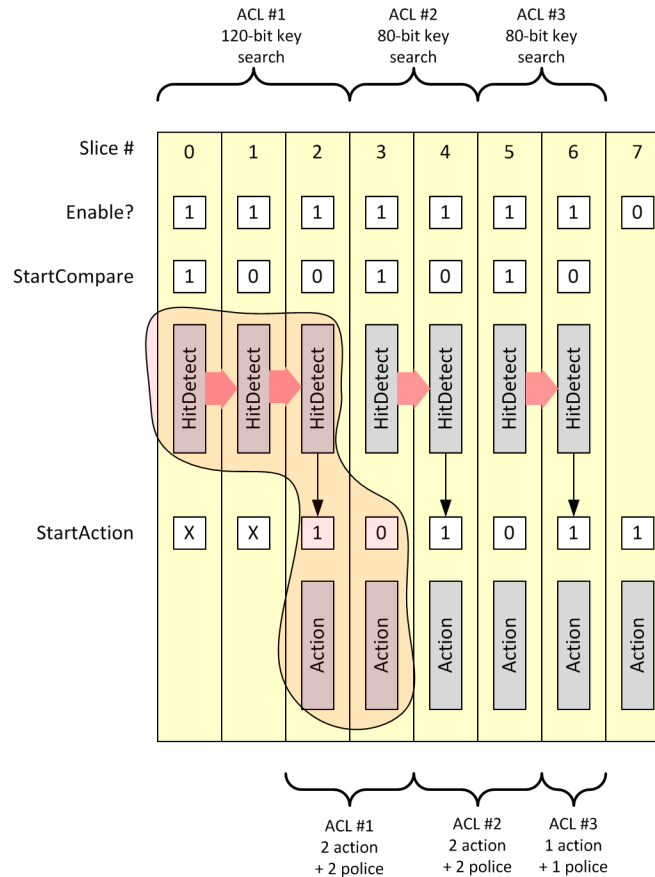 ACL #1 ACL #2 ACL #3
120-bit key 80-bit key 80-bit key
search search search
Slice # 0 1 2 3 4 5 6 7
Enable? 1 1 1 1 1 1 1 0
StartCompare 1 0 0 1 0 1 0
HitDetect HitDetect HitDetect HitDetect HitDetect HitDetect HitDetect
StartAction X X 1 0 1 0 1 1
Action Action Action Action Action Action
ACL #1 ACL #2 ACL #3
2 action 2 action 1 action
+ 2 police + 2 police + 1 police